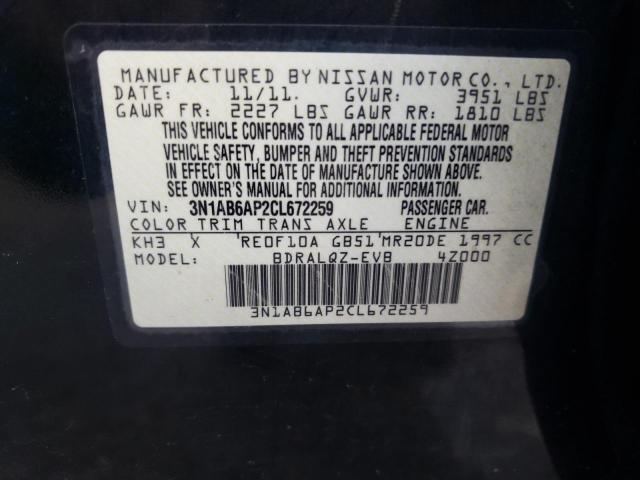 MANUFACTURED BY NISSAN MOTOR CO., LTD.
DATE: 11/11. GVWR: 3951 LBS
GAWR FR: 2227 LBS GAWR RR: 1810 LBS
THIS VEHICLE CONFORMS TO ALL APPLICABLE FEDERAL MOTOR
VEHICLE SAFETY, BUMPER AND THEFT PREVENTION STANDARDS
IN EFFECT ON THE DATE OF MANUFACTURE SHOWN ABOVE.
SEE OWNER'S MANUAL FOR ADDITIONAL INFORMATION.
VIN: 3N1AB6AP2CL672259 PASSENGER CAR.
COLOR TRIM TRANS AXLE ENGINE
KH3 X 'RE0F10A GB51'MR20DE 1997 CC
MODEL: BDRALQZ-EVB 4Z000
3N1AB6AP2CL672259